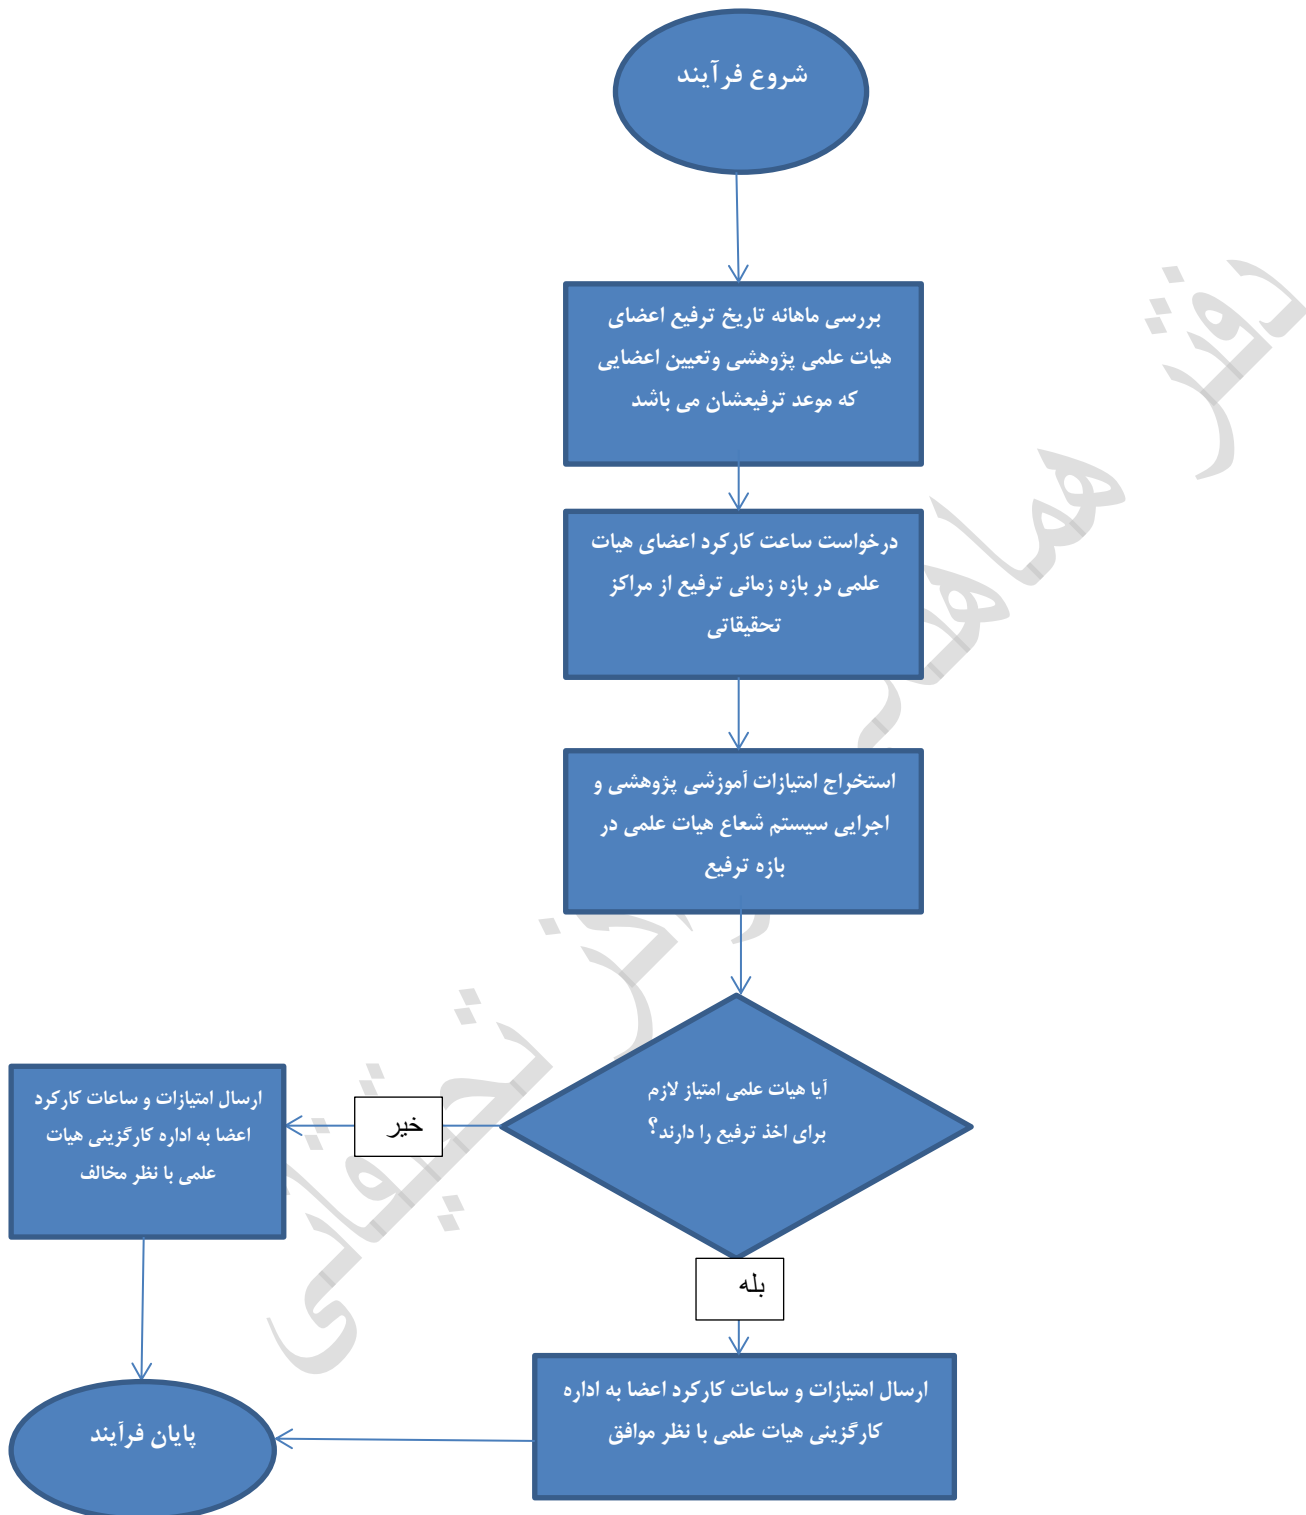 شروع فرآیند
بررسی ماهانه تاریخ ترفیع اعضای
هیات علمی پژوهشی وتعیین اعضایی
که موعد ترفیعشان می باشد
درخواست ساعت کارکرد اعضای هیات
علمی در بازه زمانی ترفیع از مراکز
تحقیقاتی
استخراج امتیازات آموزشی پژوهشی و
اجرایی سیستم شعاع هیات علمی در
بازه ترفیع
آیا هیات علمی امتیاز لازم
برای اخذ ترفیع را دارند؟
خیر
ارسال امتیازات و ساعات کارکرد
اعضا به اداره کارگزینی هیات
علمی با نظر مخالف
بله
ارسال امتیازات و ساعات کارکرد اعضا به اداره
کارگزینی هیات علمی با نظر موافق
پایان فرآیند